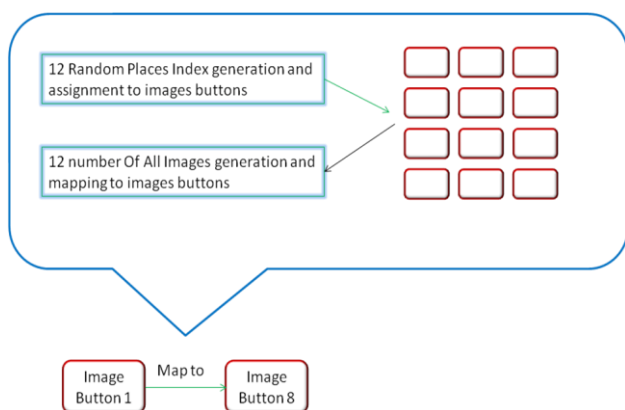 12 Random Places Index generation and
assignment to images buttons
12 number Of All Images generation and
mapping to images buttons
Image
Button 1
Map to
Image
Button 8